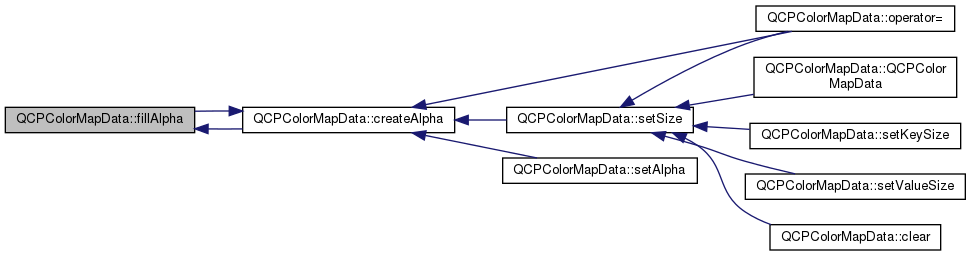 QCPColorMapData::fillAlpha
QCPColorMapData::createAlpha
QCPColorMapData::operator=
QCPColorMapData::setSize
QCPColorMapData::QCPColor
MapData
QCPColorMapData::setKeySize
QCPColorMapData::setValueSize
QCPColorMapData::clear
QCPColorMapData::setAlpha